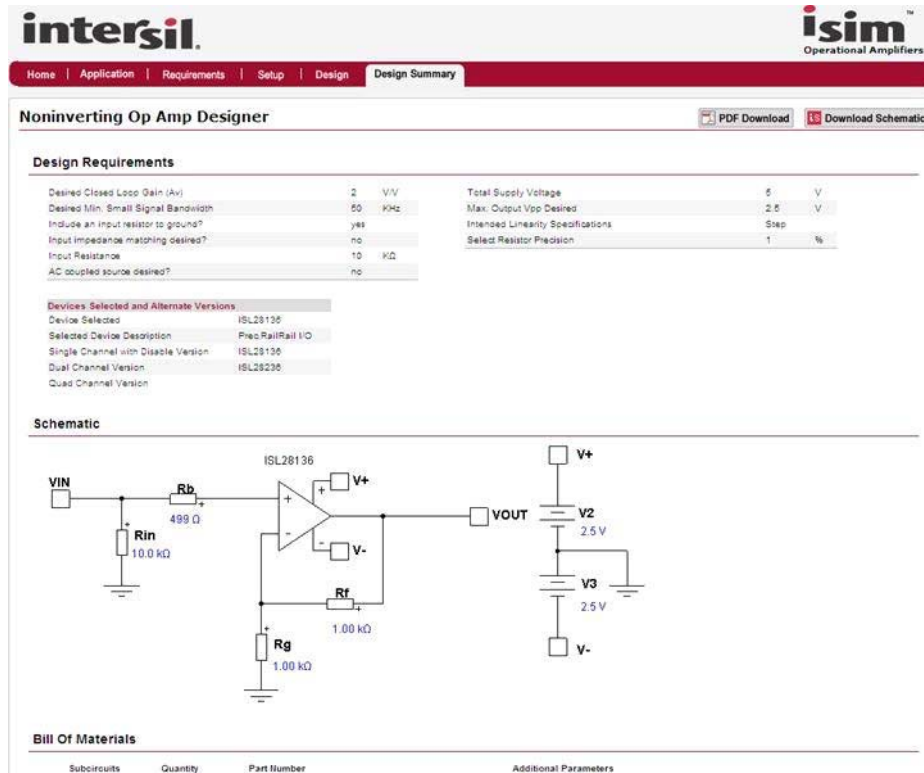 intersil.
isim™
Operational Amplifiers
Home | Application | Requirements | Setup | Design | Design Summary
Noninverting Op Amp Designer
PDF Download
Download Schematic
Design Requirements
Desired Closed Loop Gain (Av) 2 V/V
Desired Min. Small Signal Bandwidth 50 KHz
Include an input resistor to ground? yes
Input impedance matching desired? no
Input Resistance 10 KΩ
AC coupled source desired? no
Total Supply Voltage 5 V
Max. Output Vpp Desired 2.5 V
Intended Linearity Specifications Step
Select Resistor Precision 1 %
Devices Selected and Alternate Versions
Device Selected ISL28136
Selected Device Description Prec RailRail I/O
Single Channel with Disable Version ISL28136
Dual Channel Version ISL28236
Quad Channel Version
Schematic
ISL28136
VIN
Rb
499 Ω
Rin
10.0 kΩ
V+
V-
VOUT
Rf
1.00 kΩ
Rg
1.00 kΩ
V+
V2
2.5 V
V3
2.5 V
V-
Bill Of Materials
Subcircuits Quantity Part Number Additional Parameters